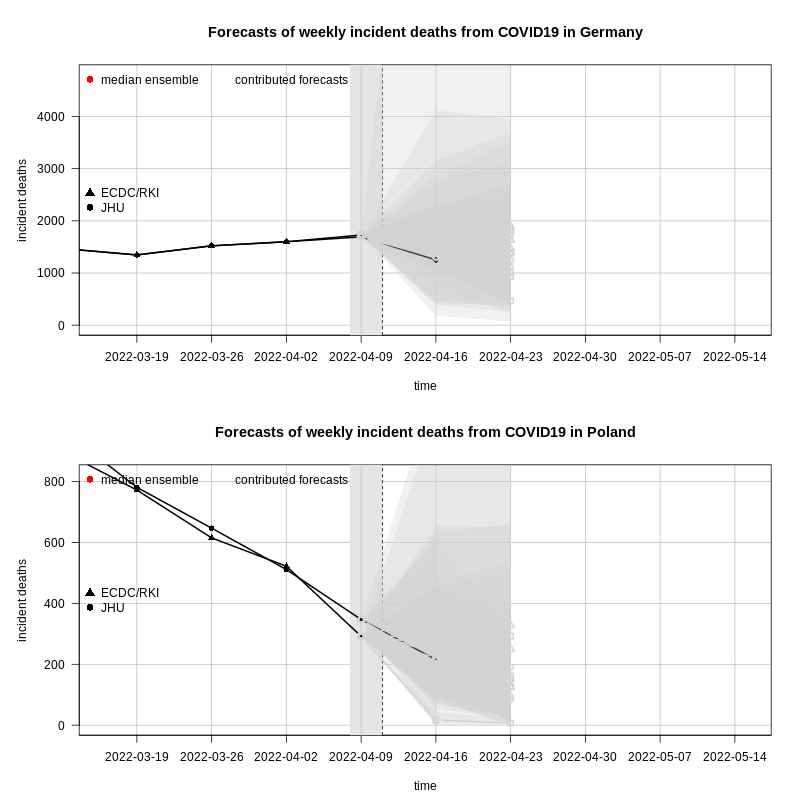 Forecasts of weekly incident deaths from COVID19 in Germany
median ensemble contributed forecasts
4000
3000
ECDC/RKI
JHU
2000
1000
0
incident deaths
2022-03-19 2022-03-26 2022-04-02 2022-04-09 2022-04-16 2022-04-23 2022-04-30 2022-05-07 2022-05-14
time
Forecasts of weekly incident deaths from COVID19 in Poland
median ensemble contributed forecasts
800
600
ECDC/RKI
JHU
400
200
0
incident deaths
2022-03-19 2022-03-26 2022-04-02 2022-04-09 2022-04-16 2022-04-23 2022-04-30 2022-05-07 2022-05-14
time